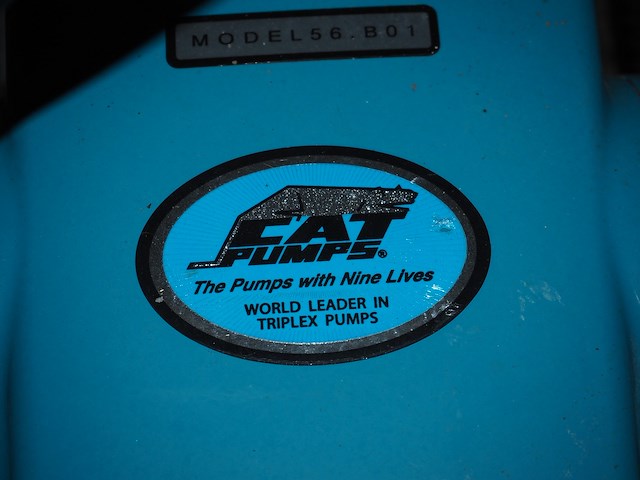 MODEL56.B01
CAT
PUMPS®
The Pumps with Nine Lives
WORLD LEADER IN
TRIPLEX PUMPS